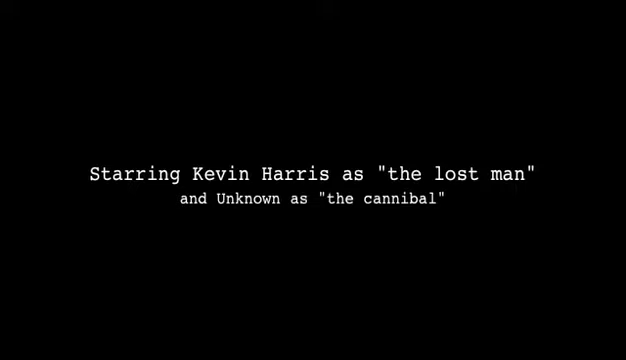 Starring Kevin Harris as "the lost man"
and Unknown as "the cannibal"